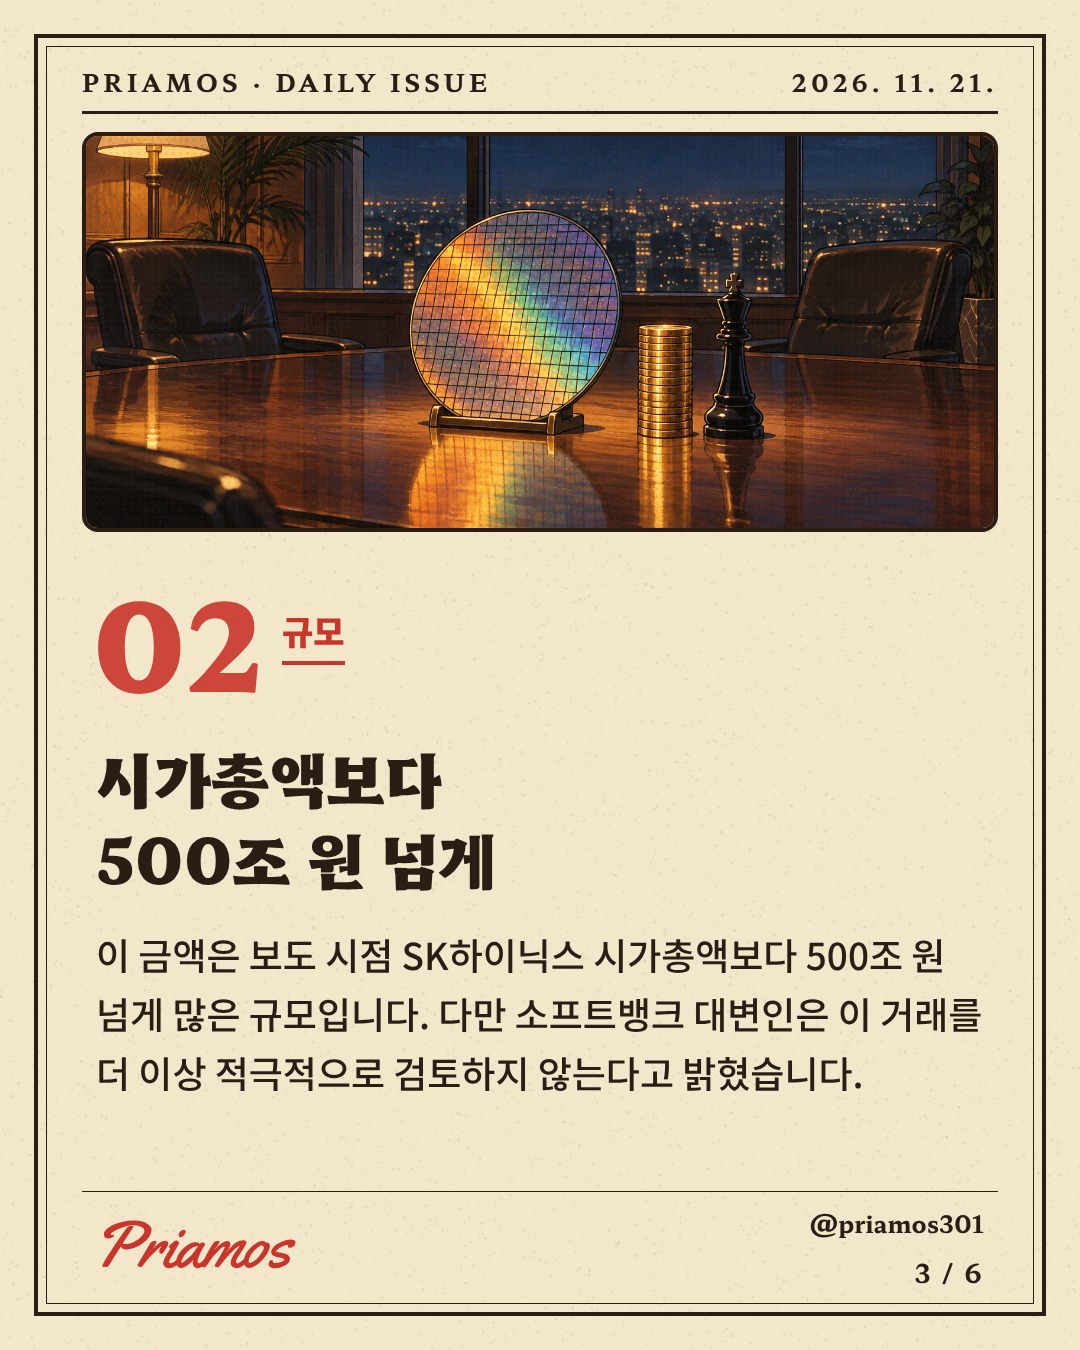 PRIAMOS · DAILY ISSUE
2026. 11. 21.
02 규모
시가총액보다
500조 원 넘게
이 금액은 보도 시점 SK하이닉스 시가총액보다 500조 원
넘게 많은 규모입니다. 다만 소프트뱅크 대변인은 이 거래를
더 이상 적극적으로 검토하지 않는다고 밝혔습니다.
Priamos
@priamos301
3 / 6